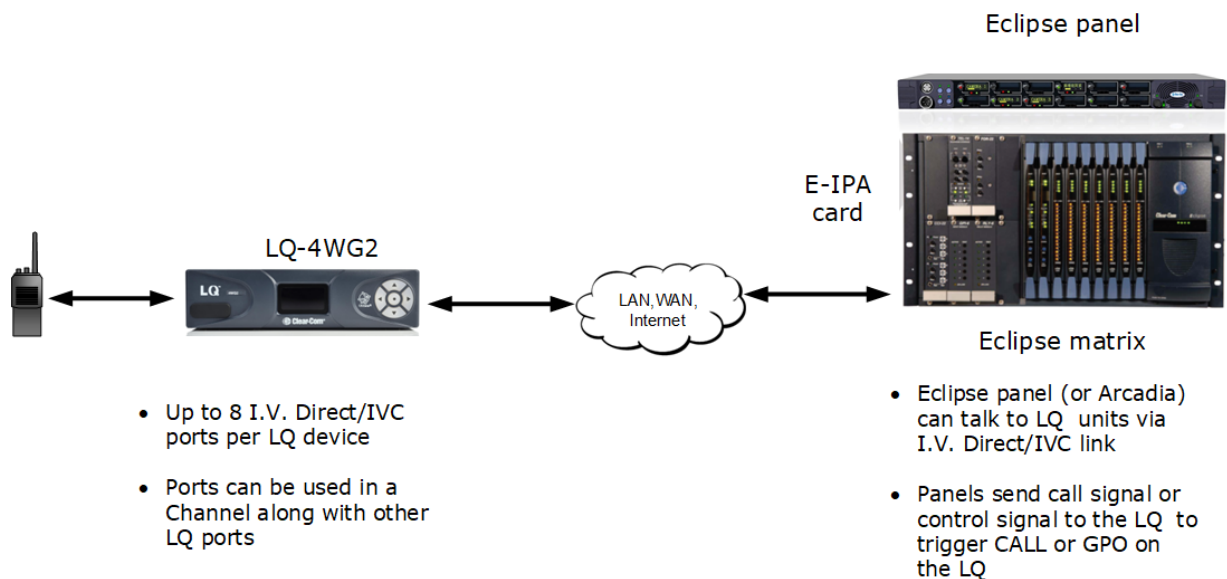 Eclipse panel
E-IPA
card
LQ-4WG2
LQ
Clear-Com
LAN, WAN,
Internet
Clear-Com
Eclipse matrix
• Up to 8 I.V. Direct/IVC
ports per LQ device
• Ports can be used in a
Channel along with other
LQ ports
• Eclipse panel (or Arcadia)
can talk to LQ units via
I.V. Direct/IVC link
• Panels send call signal or
control signal to the LQ to
trigger CALL or GPO on
the LQ